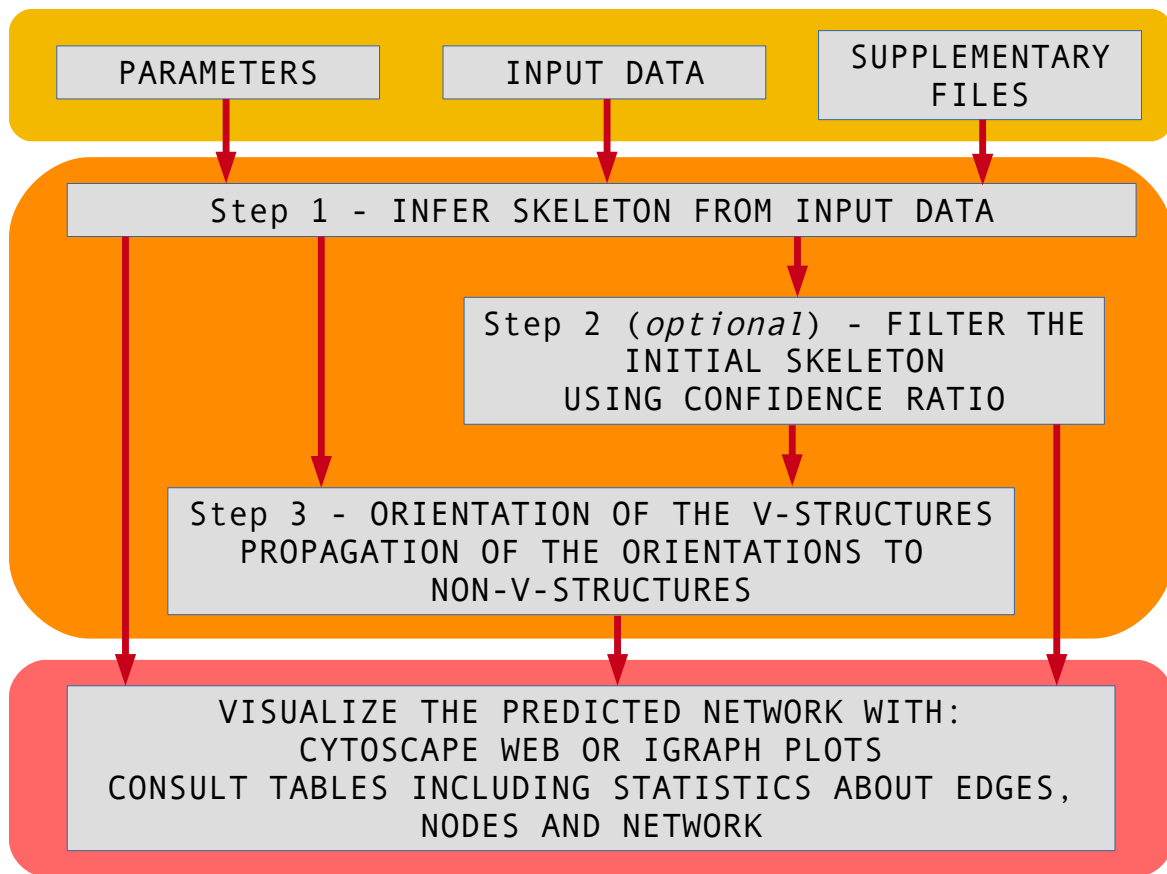 PARAMETERS
INPUT DATA
SUPPLEMENTARY
FILES
Step 1 - INFER SKELETON FROM INPUT DATA
Step 2 (optional) - FILTER THE
INITIAL SKELETON
USING CONFIDENCE RATIO
Step 3 - ORIENTATION OF THE V-STRUCTURES
PROPAGATION OF THE ORIENTATIONS TO
NON-V-STRUCTURES
VISUALIZE THE PREDICTED NETWORK WITH:
CYTOSCAPE WEB OR IGRAPH PLOTS
CONSULT TABLES INCLUDING STATISTICS ABOUT EDGES,
NODES AND NETWORK